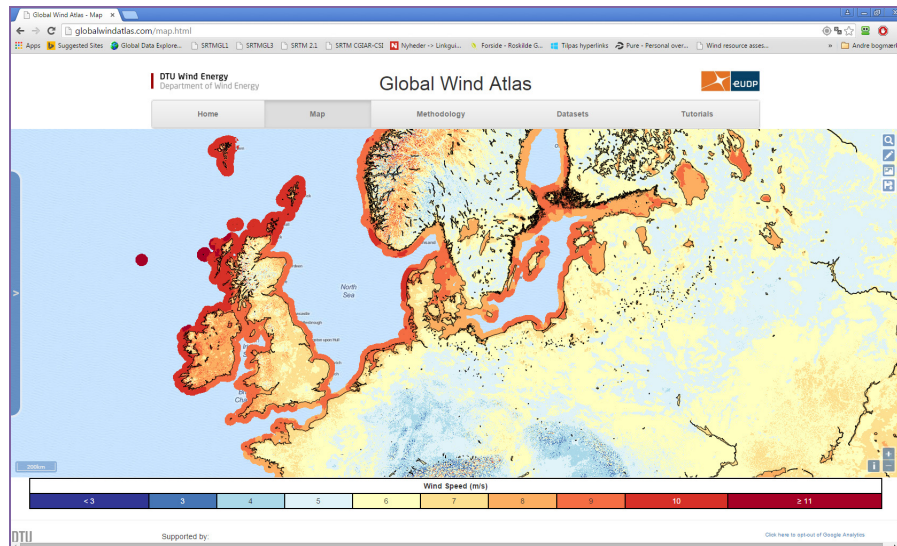 Global Wind Atlas - Map
globalwindatlas.com/map.html
Apps Suggested Sites Global Data Explore... SRTMGL1 SRTMGL3 SRTM 2.1 SRTM CGIAR-CSI Nyheder -> Linkgui... Forside - Roskilde G... Tilpas hyperlinks Pure - Personal over... Wind resource asses... » Andre bogmærk
DTU Wind Energy
Department of Wind Energy
Global Wind Atlas
EUDP
Home Map Methodology Datasets Tutorials
North
Sea
>
200km
i
Wind Speed (m/s)
< 3 3 4 5 6 7 8 9 10 ≥ 11
DTU
Supported by:
Click here to opt-out of Google Analytics